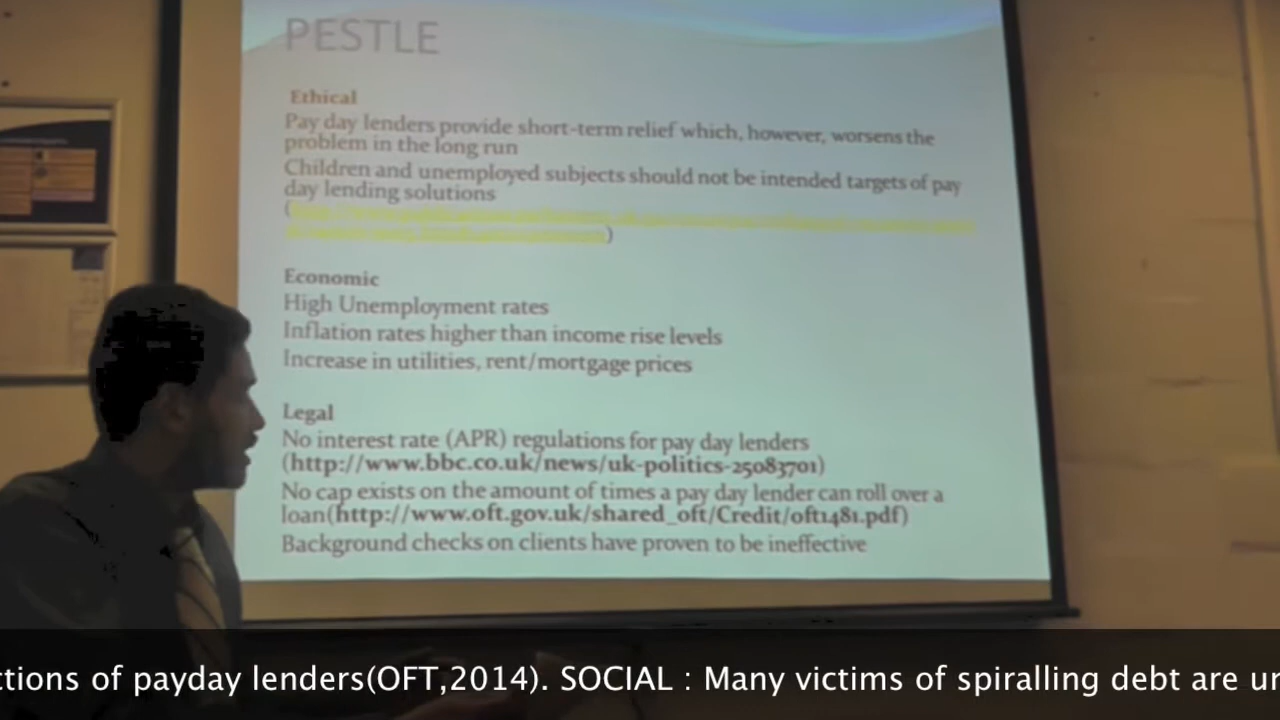 PESTLE
Ethical
Pay day lenders provide short-term relief which, however, worsens the
problem in the long run
Children and unemployed subjects should not be intended targets of pay
day lending solutions
(
)
Economic
High Unemployment rates
Inflation rates higher than income rise levels
Increase in utilities, rent/mortgage prices
Legal
No interest rate (APR) regulations for pay day lenders
(http://www.bbc.co.uk/news/uk-politics-25083701)
No cap exists on the amount of times a pay day lender can roll over a
loan(http://www.oft.gov.uk/shared_oft/Credit/oft1481.pdf)
Background checks on clients have proven to be ineffective
ctions of payday lenders(OFT,2014). SOCIAL : Many victims of spiralling debt are ur